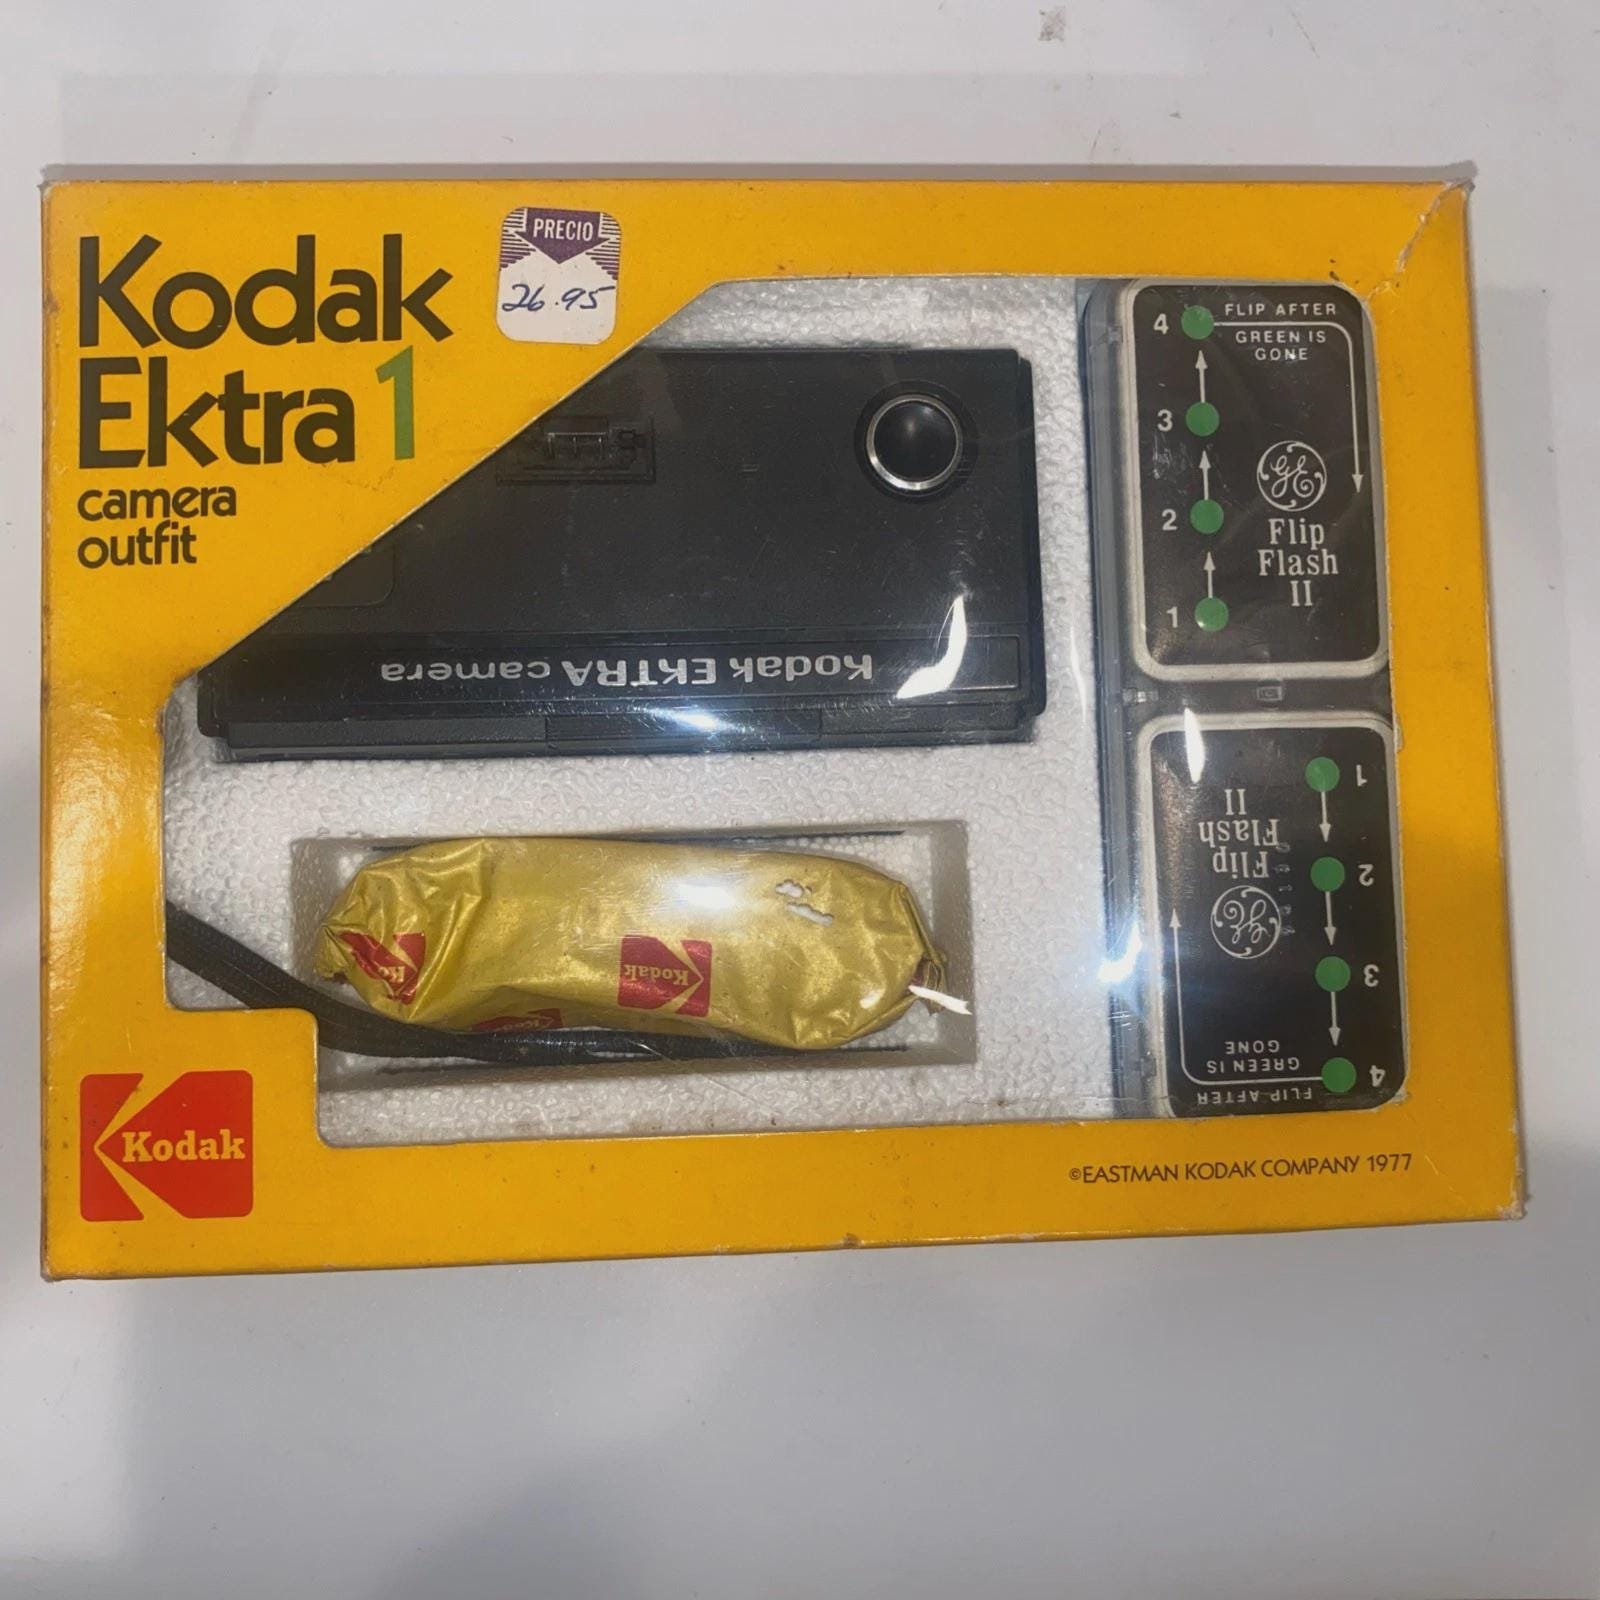 Kodak
Ektra 1
camera
outfit
PRECIO
26.95
Kodak EKTRA camera
4
FLIP AFTER
GREEN IS
GONE
3
2
1
GE
Flip
Flash
II
1
2
3
4
GE
Flip
Flash
II
FLIP AFTER
GREEN IS
GONE
Kodak
Kodak
Kodak
©EASTMAN KODAK COMPANY 1977